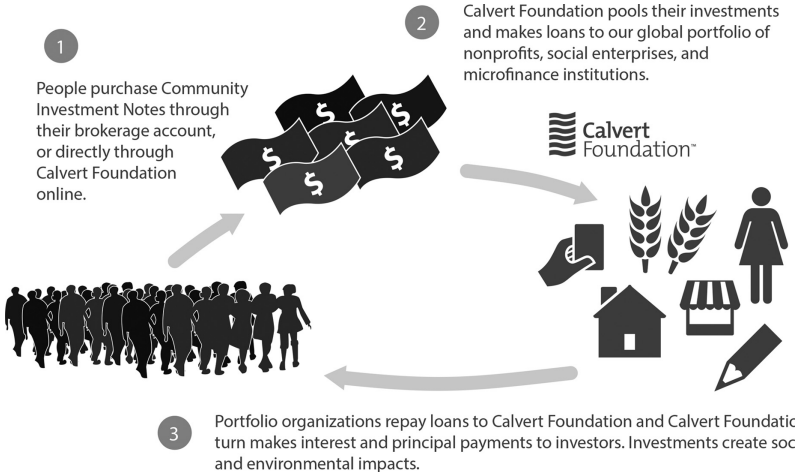 1
People purchase Community
Investment Notes through
their brokerage account,
or directly through
Calvert Foundation
online.
2
Calvert Foundation pools their investments
and makes loans to our global portfolio of
nonprofits, social enterprises, and
microfinance institutions.
$ $ $ $ $ $
Calvert
Foundation™
3
Portfolio organizations repay loans to Calvert Foundation and Calvert Foundatio
turn makes interest and principal payments to investors. Investments create soc
and environmental impacts.